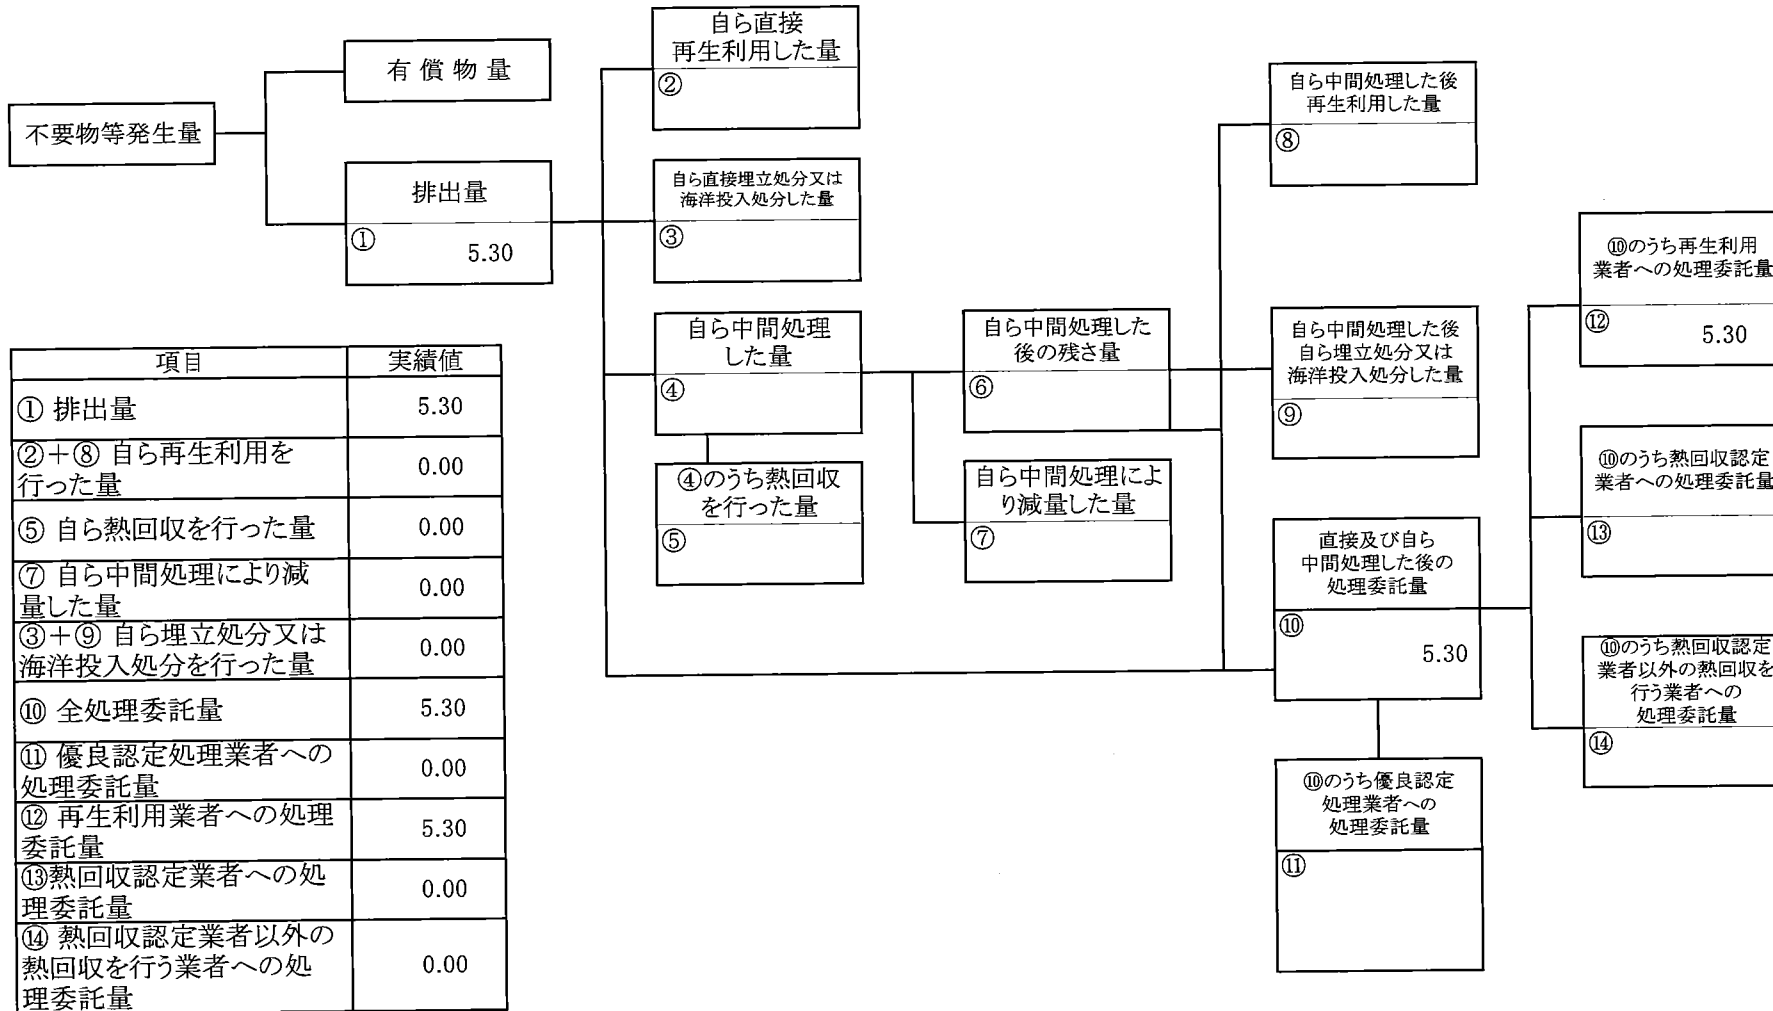 不要物等発生量
有償物量
排出量
①
5.30
自ら直接
再生利用した量
②
自ら直接埋立処分又は
海洋投入処分した量
③
自ら中間処理
した量
④
④のうち熱回収
を行った量
⑤
自ら中間処理した
後の残さ量
⑥
自ら中間処理によ
り減量した量
⑦
自ら中間処理した後
再生利用した量
⑧
自ら中間処理した後
自ら埋立処分又は
海洋投入処分した量
⑨
直接及び自ら
中間処理した後の
処理委託量
⑩
5.30
⑩のうち優良認定
処理業者への
処理委託量
⑪
⑩のうち再生利用
業者への処理委託量
⑫
5.30
⑩のうち熱回収認定
業者への処理委託量
⑬
⑩のうち熱回収認定
業者以外の熱回収を
行う業者への
処理委託量
⑭
項目 実績値
① 排出量 5.30
②+⑧ 自ら再生利用を
行った量 0.00
⑤ 自ら熱回収を行った量 0.00
⑦ 自ら中間処理により減
量した量 0.00
③+⑨ 自ら埋立処分又は
海洋投入処分を行った量 0.00
⑩ 全処理委託量 5.30
⑪ 優良認定処理業者への
処理委託量 0.00
⑫ 再生利用業者への処理
委託量 5.30
⑬熱回収認定業者への処
理委託量 0.00
⑭ 熱回収認定業者以外の
熱回収を行う業者への処
理委託量 0.00